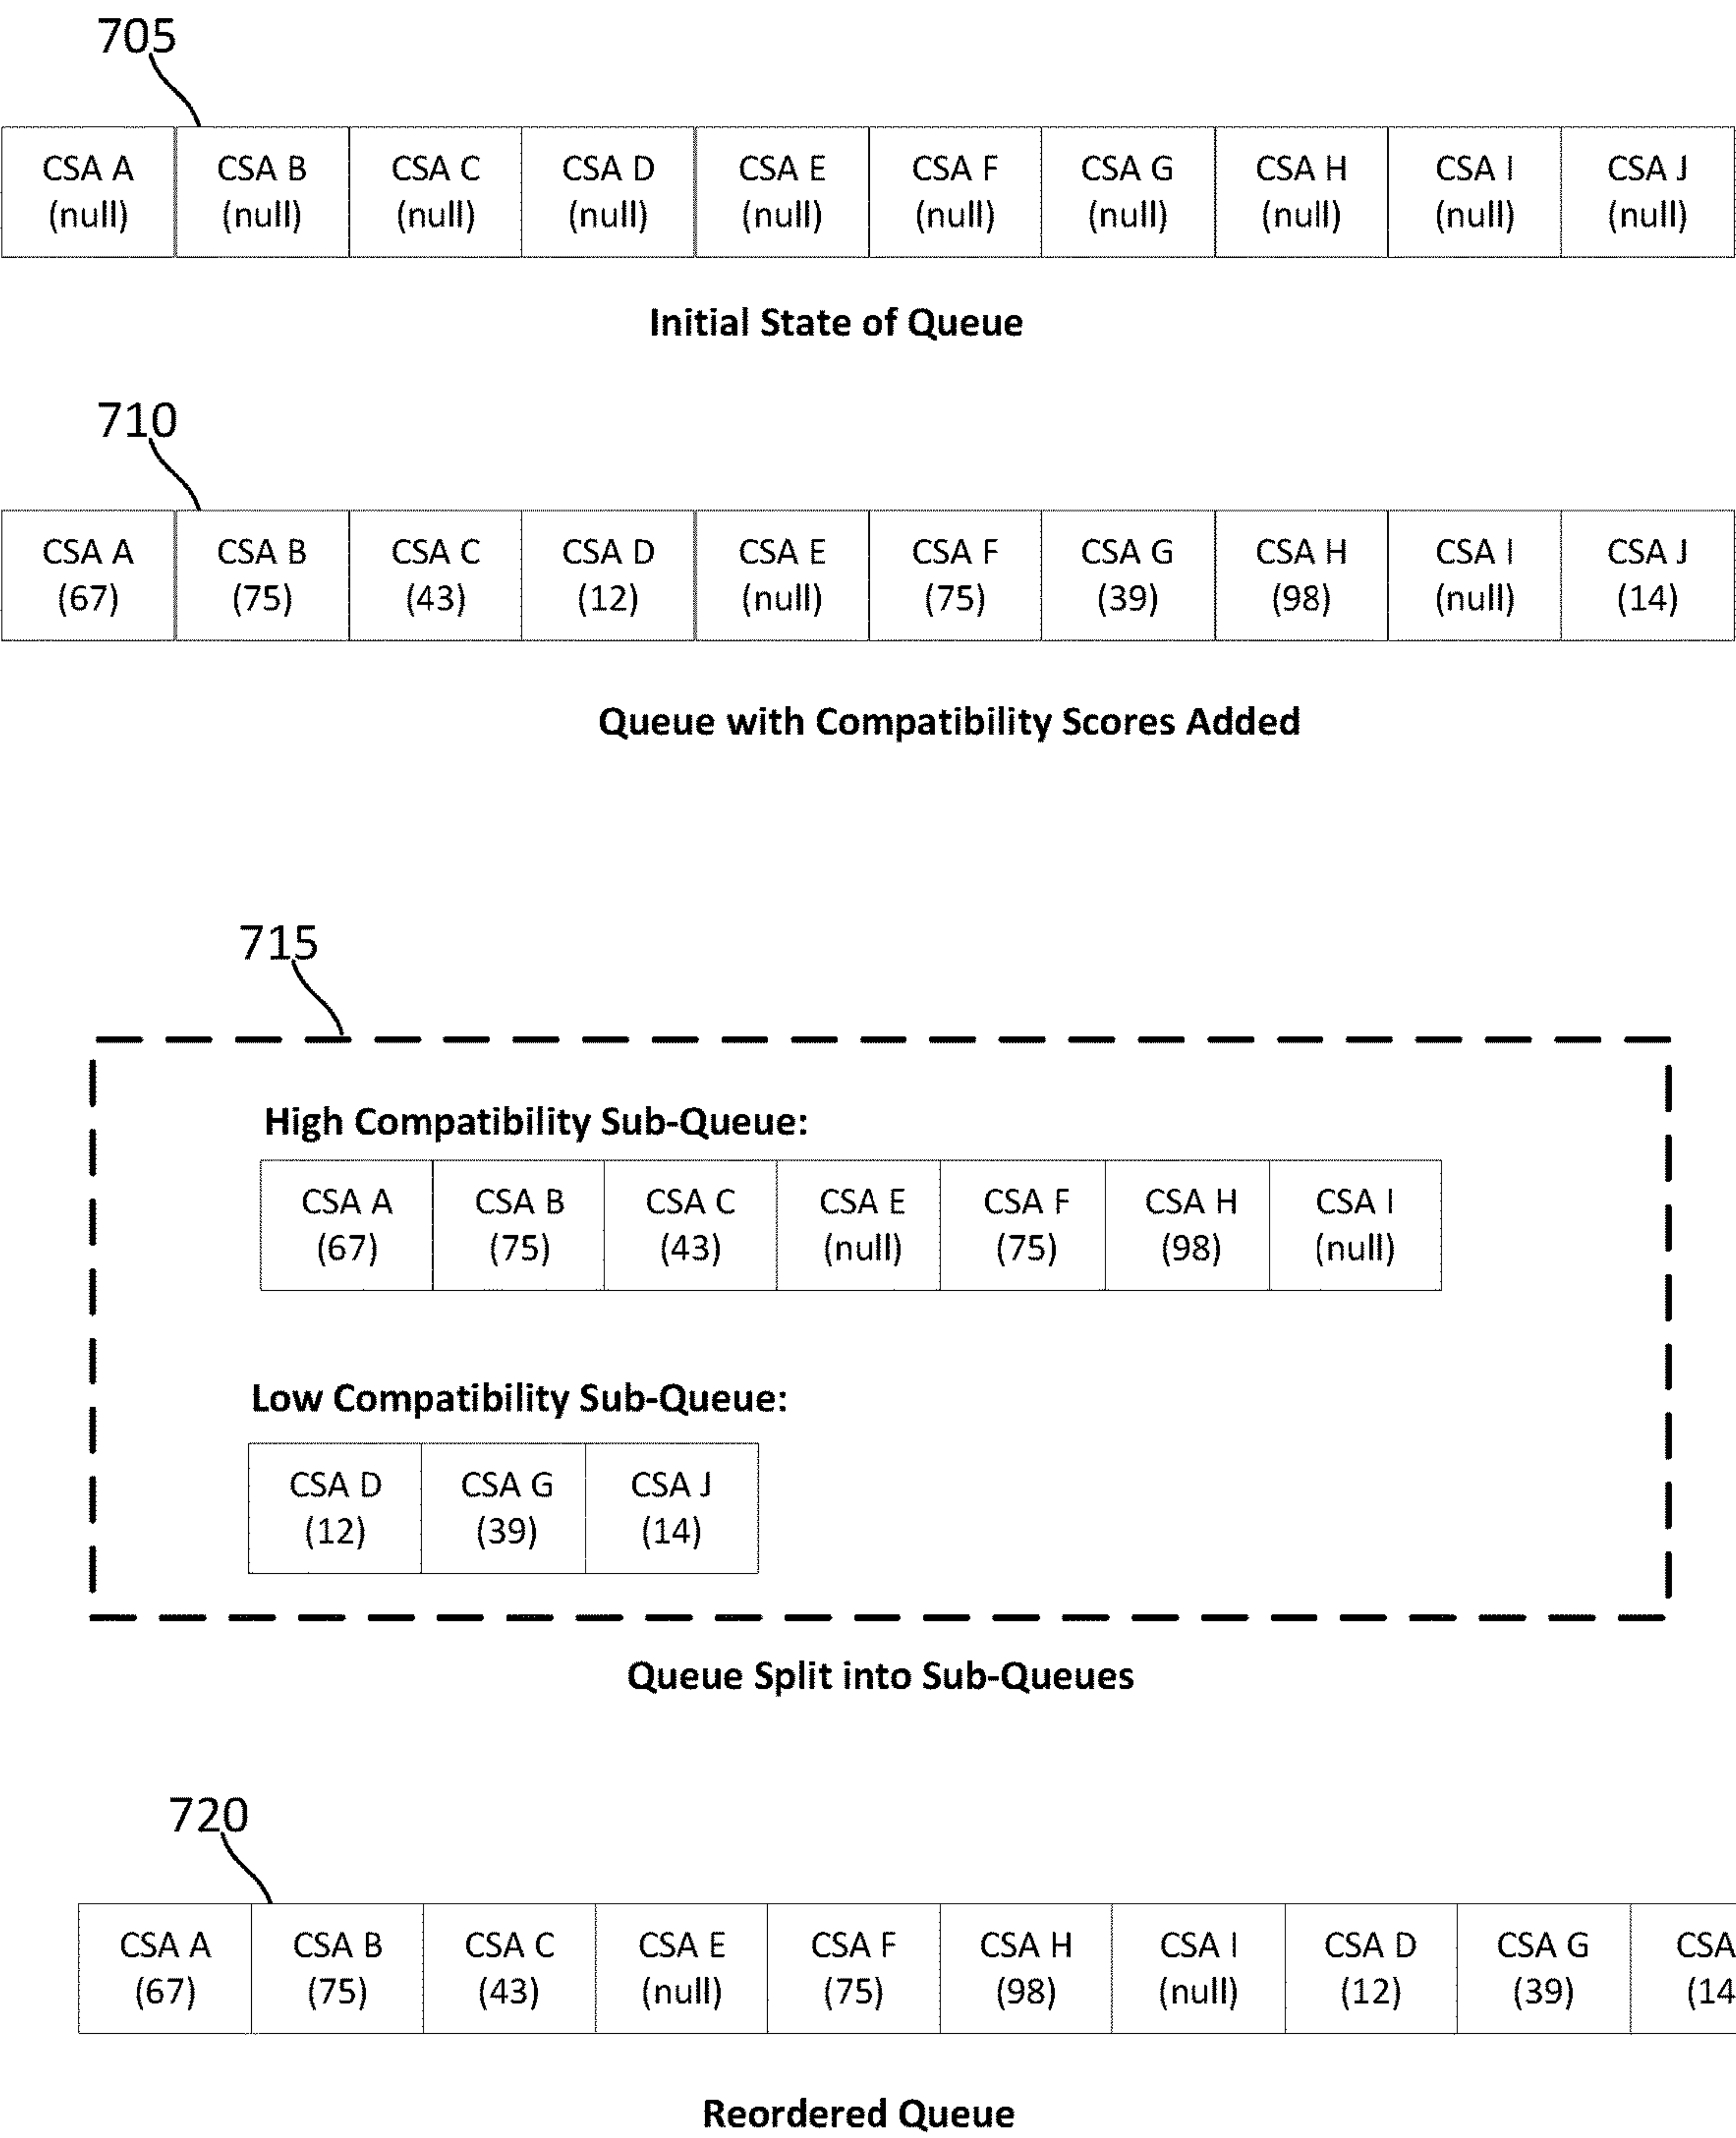 705
CSA A CSA B CSA C CSA D CSA E CSA F CSA G CSA H CSA I CSA J
(null) (null) (null) (null) (null) (null) (null) (null) (null) (null)
Initial State of Queue
710
CSA A CSA B CSA C CSA D CSA E CSA F CSA G CSA H CSA I CSA J
(67) (75) (43) (12) (null) (75) (39) (98) (null) (14)
Queue with Compatibility Scores Added
715
High Compatibility Sub-Queue:
CSA A CSA B CSA C CSA E CSA F CSA H CSA I
(67) (75) (43) (null) (75) (98) (null)
Low Compatibility Sub-Queue:
CSA D CSA G CSA J
(12) (39) (14)
Queue Split into Sub-Queues
720
CSA A CSA B CSA C CSA E CSA F CSA H CSA I CSA D CSA G CSA
(67) (75) (43) (null) (75) (98) (null) (12) (39) (14
Reordered Queue